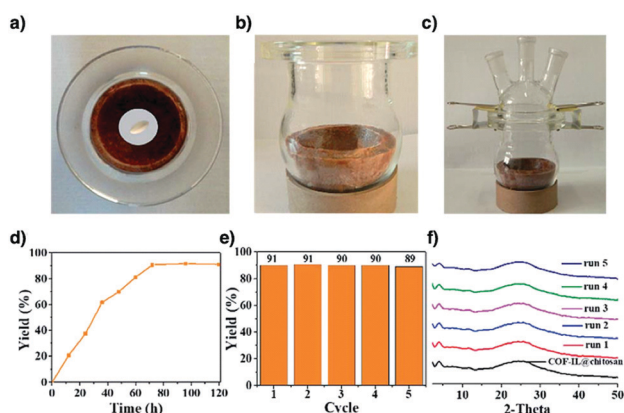 a)
b)
c)
d)
100
80
60
40
20
0
Yield (%)
0 20 40 60 80 100 120
Time (h)
e)
100
80
60
40
20
0
Yield (%)
91 91 90 90 89
1 2 3 4 5
Cycle
f)
run 5
run 4
run 3
run 2
run 1
COF-IL@chitosan
10 20 30 40 50
2-Theta